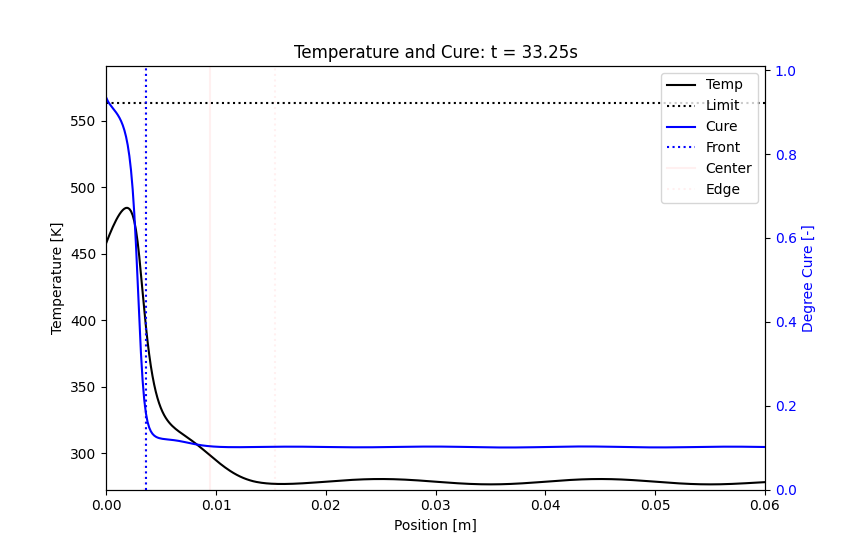 Temperature and Cure: t = 33.25s
Temp
Limit
Cure
Front
Center
Edge
Temperature [K]
550
500
450
400
350
300
Degree Cure [-]
1.0
0.8
0.6
0.4
0.2
0.0
0.00 0.01 0.02 0.03 0.04 0.05 0.06
Position [m]